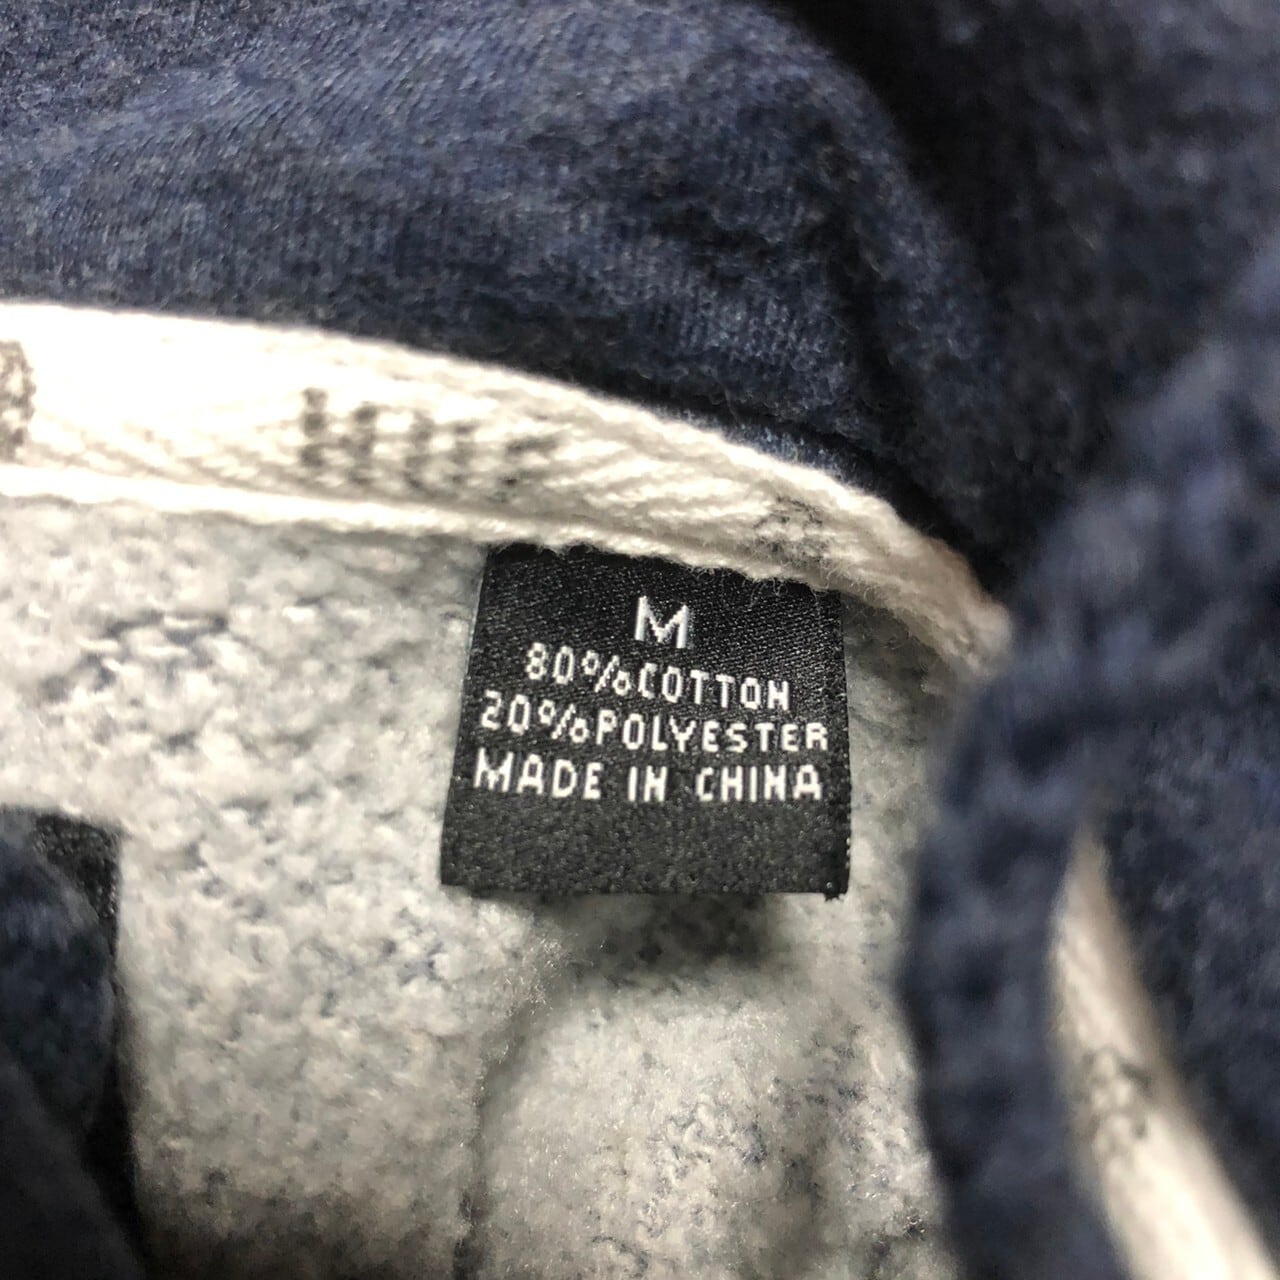 M
80%COTTON
20%POLYESTER
MADE IN CHINA